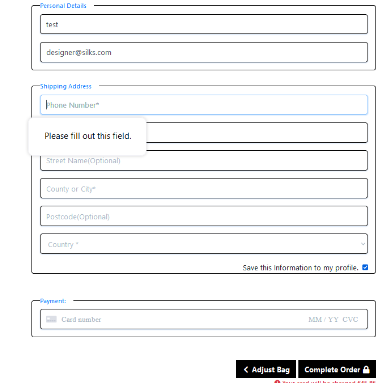 Personal Details
test
designer@silks.com
Shipping Address
Phone Number*
Please fill out this field.
Street Name(Optional)
County or City*
Postcode(Optional)
Country *
Save this information to my profile.
Payment:
Card number MM / YY CVC
Adjust Bag Complete Order